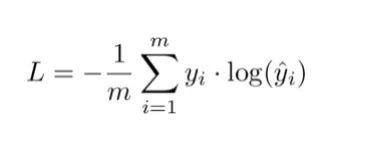 L = -\frac{1}{m} \sum_{i=1}^{m} y_i \cdot \log(\hat{y}_i)